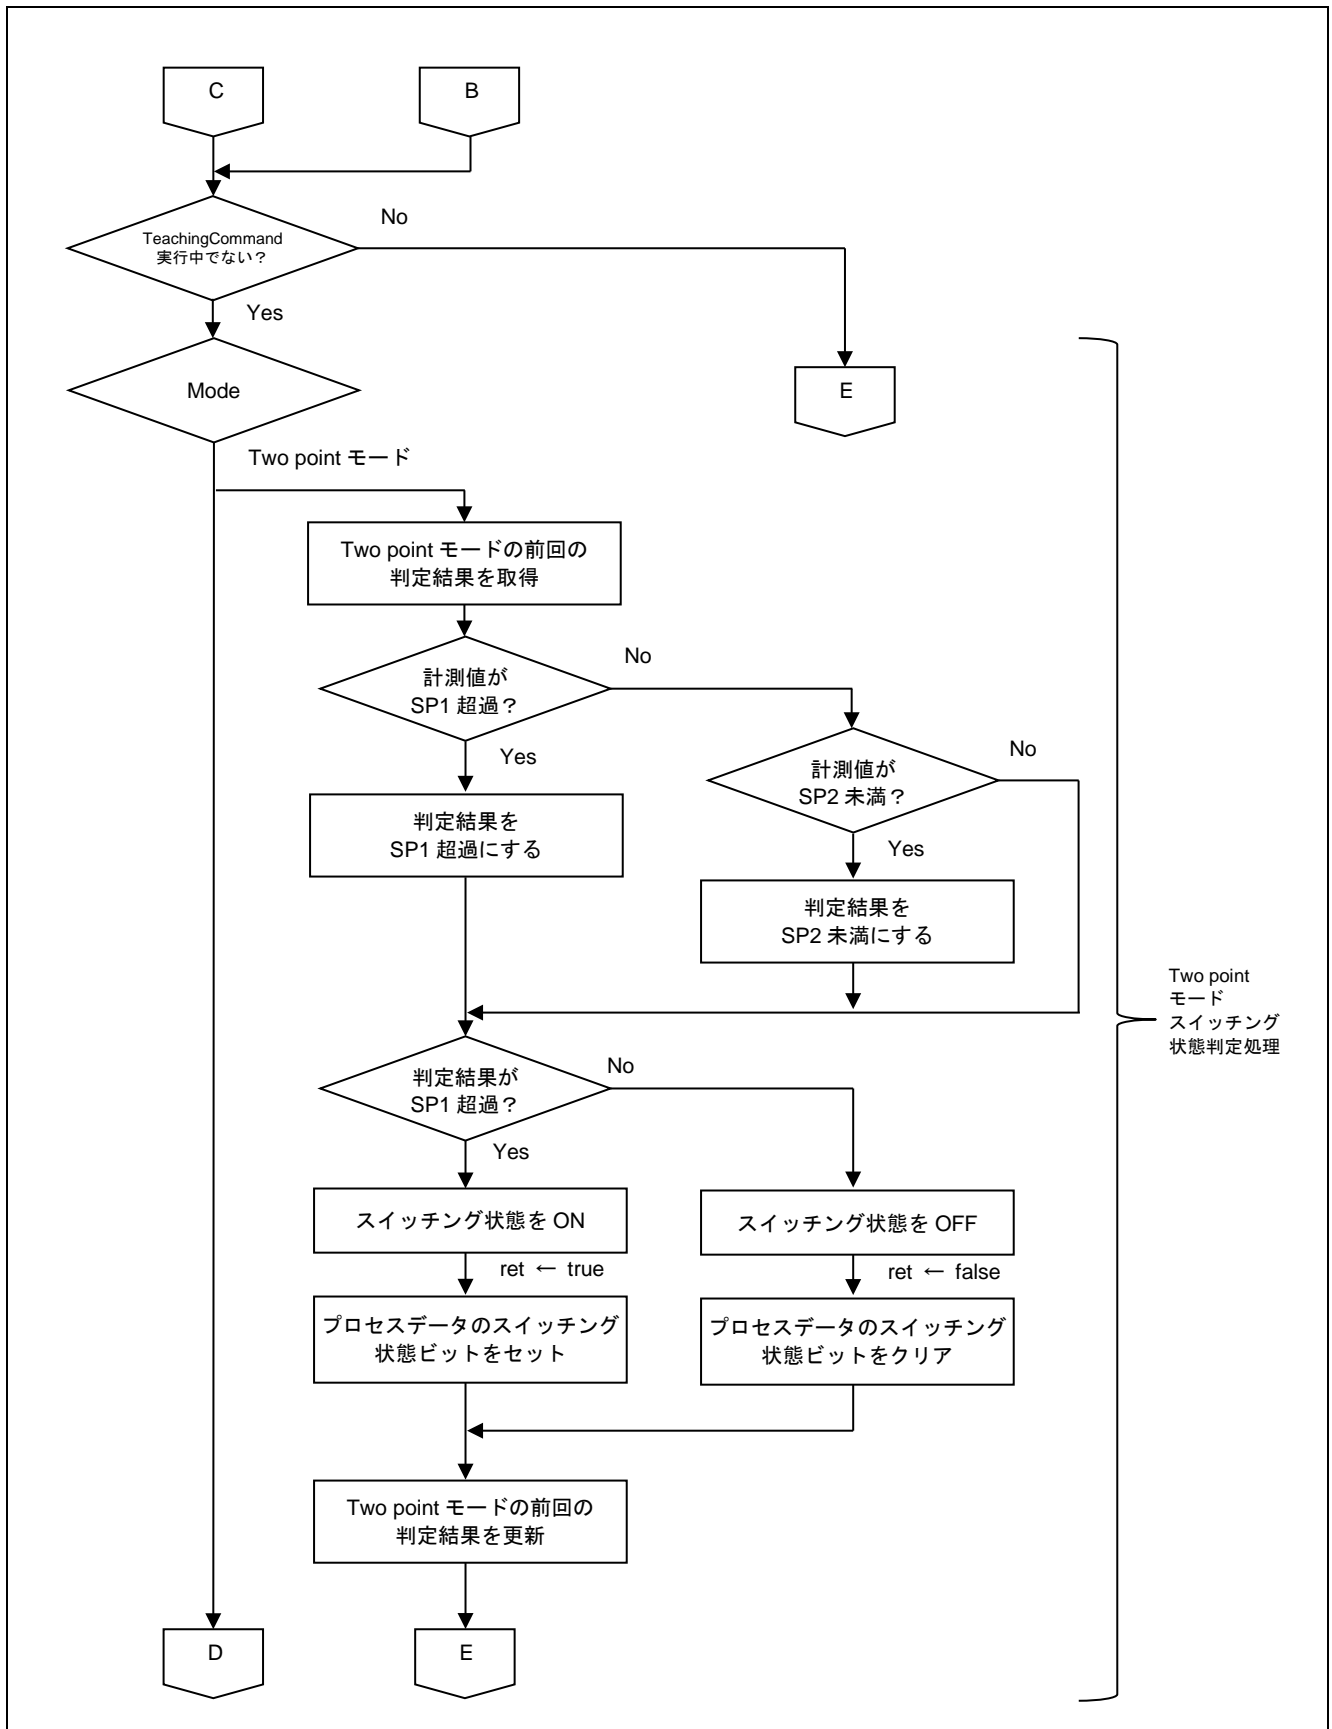 C
B
TeachingCommand
実行中でない？
No
Yes
Mode
E
Two point モード
Two point モードの前回の
判定結果を取得
計測値が
SP1 超過？
No
Yes
計測値が
SP2 未満？
No
Yes
判定結果を
SP1 超過にする
判定結果を
SP2 未満にする
Two point
モード
スイッチング
状態判定処理
判定結果が
SP1 超過？
No
Yes
スイッチング状態を ON
スイッチング状態を OFF
ret ← true
ret ← false
プロセスデータのスイッチング
状態ビットをセット
プロセスデータのスイッチング
状態ビットをクリア
Two point モードの前回の
判定結果を更新
D
E